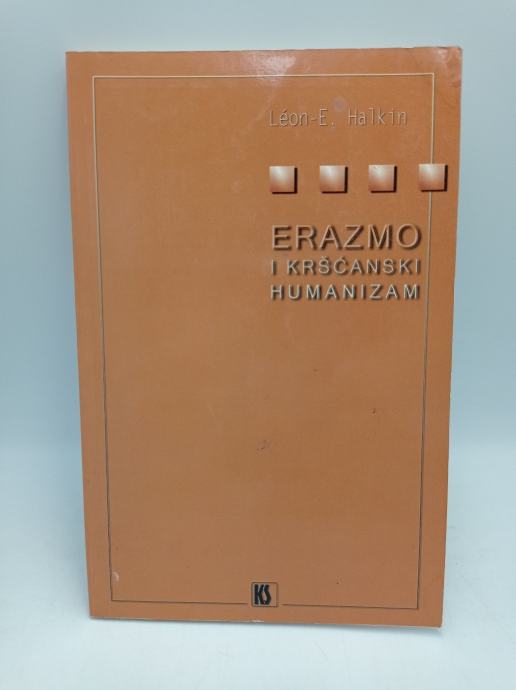 Léon-E. Halkin
ERAZMO
I KRŠĆANSKI
HUMANIZAM
KS